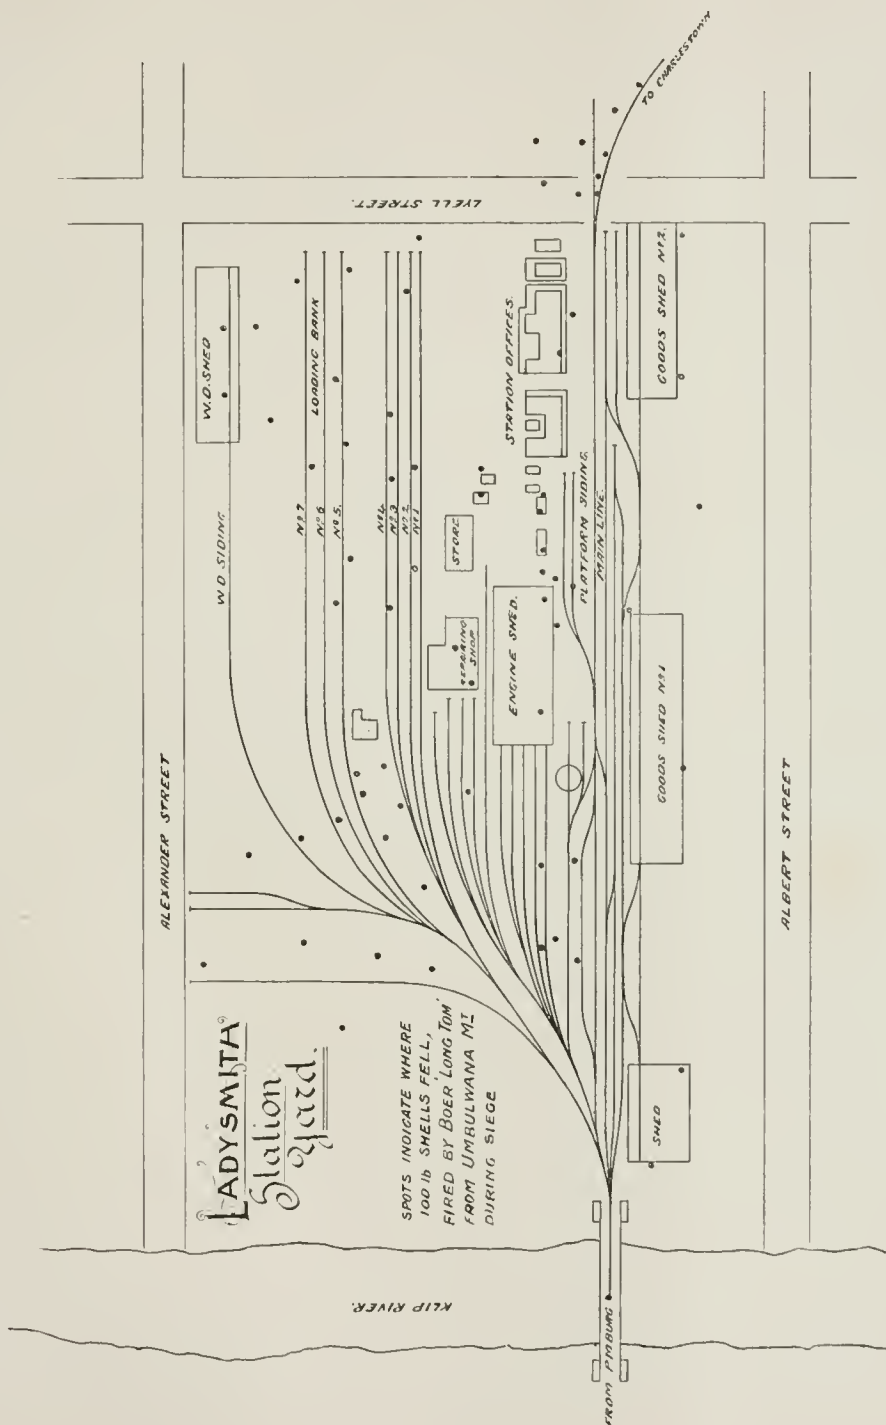 LADYSMITH
Station
Yard.
SPOTS INDICATE WHERE
100 lb SHELLS FELL,
FIRED BY BOER 'LONG TOM'
FROM UMBULWANA MT
DURING SIEGE
ALEXANDER STREET
W.D. SHED
W.D. SIDING
LOADING BANK
No 7
No 6
No 5.
No 4.
No 3
No 2.
No 1
LYELL STREET.
STORE
REPAIRING
SHOP
ENGINE SHED.
STATION OFFICES.
PLATFORM SIDING.
MAIN LINE.
TO CHARLESTOWN
GOODS SHED No 2.
GOODS SHED No 1
SHED
ALBERT STREET
KLIP RIVER.
FROM PMBURG